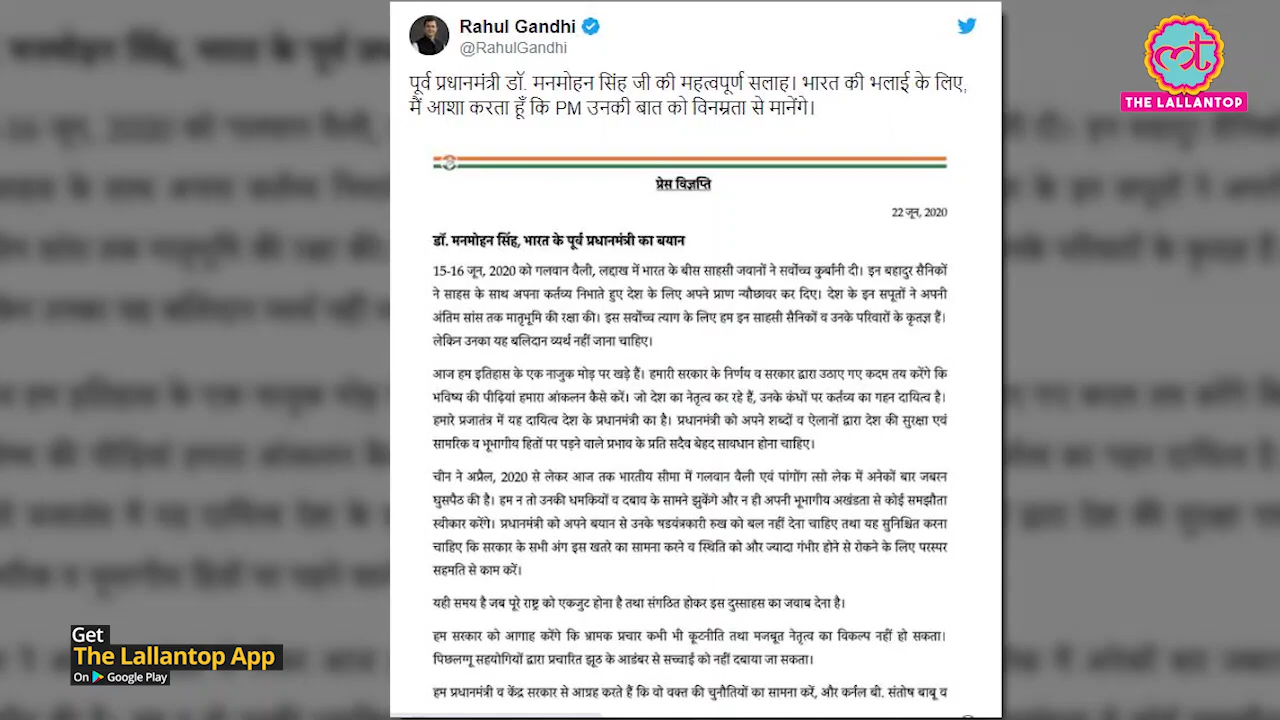 Rahul Gandhi
@RahulGandhi
पूर्व प्रधानमंत्री डॉ. मनमोहन सिंह जी की महत्वपूर्ण सलाह। भारत की भलाई के लिए,
मैं आशा करता हूँ कि PM उनकी बात को विनम्रता से मानेंगे।
प्रेस विज्ञप्ति
22 जून, 2020
डॉ. मनमोहन सिंह, भारत के पूर्व प्रधानमंत्री का बयान
15-16 जून, 2020 को गलवान वैली, लद्दाख में भारत के बीस साहसी जवानों ने सर्वोच्च कुर्बानी दी। इन बहादुर सैनिकों
ने साहस के साथ अपना कर्तव्य निभाते हुए देश के लिए अपने प्राण न्यौछावर कर दिए। देश के इन सपूतों ने अपनी
अंतिम सांस तक मातृभूमि की रक्षा की। इस सर्वोच्च त्याग के लिए हम इन साहसी सैनिकों व उनके परिवारों के कृतज्ञ हैं।
लेकिन उनका यह बलिदान व्यर्थ नहीं जाना चाहिए।
आज हम इतिहास के एक नाजुक मोड़ पर खड़े हैं। हमारी सरकार के निर्णय व सरकार द्वारा उठाए गए कदम तय करेंगे कि
भविष्य की पीढ़ियां हमारा आंकलन कैसे करें। जो देश का नेतृत्व कर रहे हैं, उनके कंधों पर कर्तव्य का गहन दायित्व है।
हमारे प्रजातंत्र में यह दायित्व देश के प्रधानमंत्री का है। प्रधानमंत्री को अपने शब्दों व ऐलानों द्वारा देश की सुरक्षा एवं
सामरिक व भूभागीय हितों पर पड़ने वाले प्रभाव के प्रति सदैव बेहद सावधान होना चाहिए।
चीन ने अप्रैल, 2020 से लेकर आज तक भारतीय सीमा में गलवान वैली एवं पांगोंग त्सो लेक में अनेकों बार जबरन
घुसपैठ की है। हम न तो उनकी धमकियों व दबाव के सामने झुकेंगे और न ही अपनी भूभागीय अखंडता से कोई समझौता
स्वीकार करेंगे। प्रधानमंत्री को अपने बयान से उनके षडयंत्रकारी रुख को बल नहीं देना चाहिए तथा यह सुनिश्चित करना
चाहिए कि सरकार के सभी अंग इस खतरे का सामना करने व स्थिति को और ज्यादा गंभीर होने से रोकने के लिए परस्पर
सहमति से काम करें।
यही समय है जब पूरे राष्ट्र को एकजुट होना है तथा संगठित होकर इस दुस्साहस का जवाब देना है।
हम सरकार को आगाह करेंगे कि भ्रामक प्रचार कभी भी कूटनीति तथा मजबूत नेतृत्व का विकल्प नहीं हो सकता।
पिछलग्गू सहयोगियों द्वारा प्रचारित झूठ के आडंबर से सच्चाई को नहीं दबाया जा सकता।
हम प्रधानमंत्री व केंद्र सरकार से आग्रह करते हैं कि वो वक्त की चुनौतियों का सामना करें, और कर्नल बी. संतोष बाबू व
THE LALLANTOP
Get
The Lallantop App
On Google Play